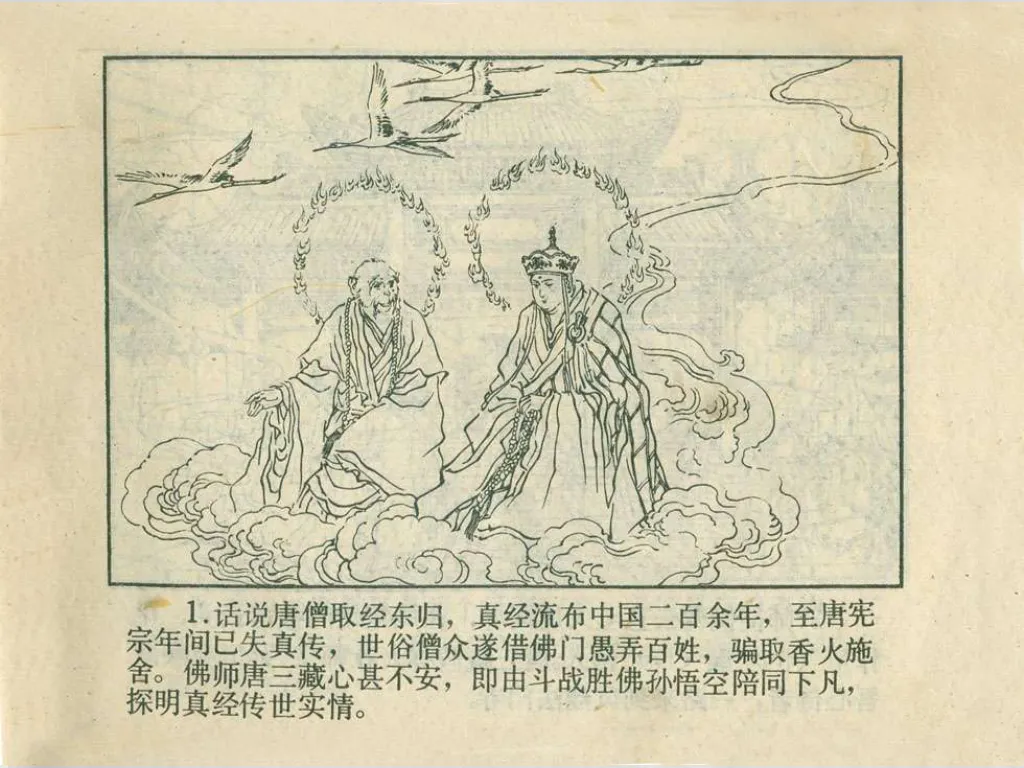 1.话说唐僧取经东归，真经流布中国二百余年，至唐宪
宗年间已失真传，世俗僧众遂借佛门愚弄百姓，骗取香火施
舍。佛师唐三藏心甚不安，即由斗战胜佛孙悟空陪同下凡，
探明真经传世实情。